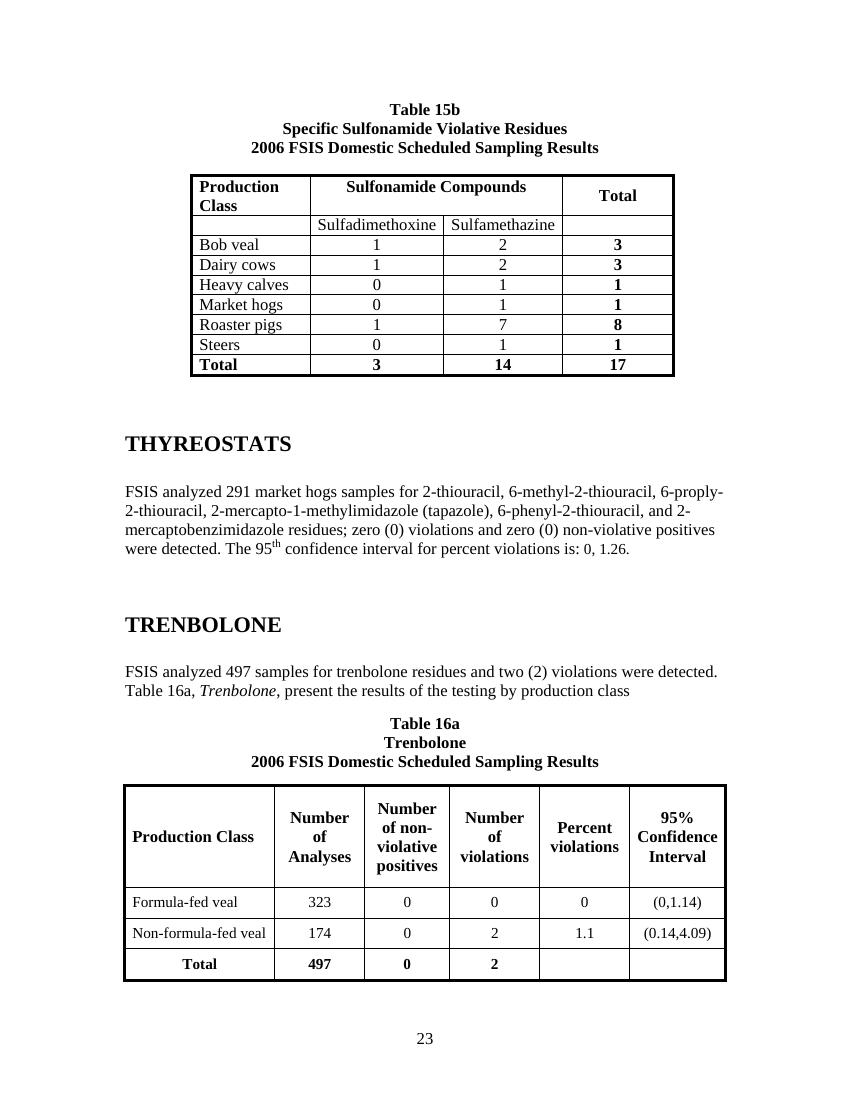 Table 15b
Specific Sulfonamide Violative Residues
2006 FSIS Domestic Scheduled Sampling Results
Production Class Sulfonamide Compounds Total
Sulfadimethoxine Sulfamethazine
Bob veal 1 2 3
Dairy cows 1 2 3
Heavy calves 0 1 1
Market hogs 0 1 1
Roaster pigs 1 7 8
Steers 0 1 1
Total 3 14 17
THYREOSTATS
FSIS analyzed 291 market hogs samples for 2-thiouracil, 6-methyl-2-thiouracil, 6-proply-
2-thiouracil, 2-mercapto-1-methylimidazole (tapazole), 6-phenyl-2-thiouracil, and 2-
mercaptobenzimidazole residues; zero (0) violations and zero (0) non-violative positives
were detected. The 95th confidence interval for percent violations is: 0, 1.26.
TRENBOLONE
FSIS analyzed 497 samples for trenbolone residues and two (2) violations were detected.
Table 16a, Trenbolone, present the results of the testing by production class
Table 16a
Trenbolone
2006 FSIS Domestic Scheduled Sampling Results
Production Class Number of Analyses Number of non-violative positives Number of violations Percent violations 95% Confidence Interval
Formula-fed veal 323 0 0 0 (0,1.14)
Non-formula-fed veal 174 0 2 1.1 (0.14,4.09)
Total 497 0 2
23